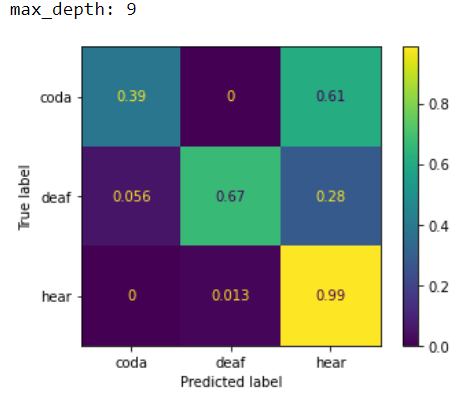 max_depth: 9
coda 0.39 0 0.61
deaf 0.056 0.67 0.28
hear 0 0.013 0.99
coda deaf hear
Predicted label
True label
0.8
0.6
0.4
0.2
0.0